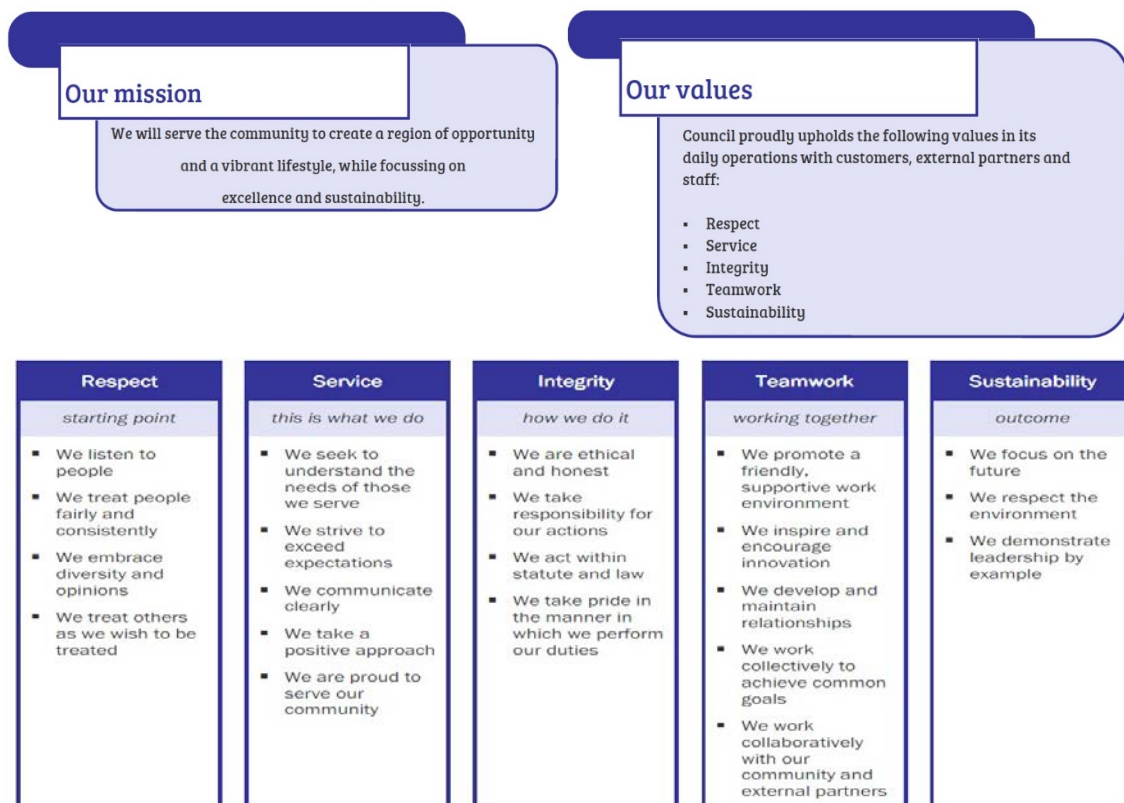 Our mission
We will serve the community to create a region of opportunity
and a vibrant lifestyle, while focussing on
excellence and sustainability.
Our values
Council proudly upholds the following values in its
daily operations with customers, external partners and
staff:
▪ Respect
▪ Service
▪ Integrity
▪ Teamwork
▪ Sustainability
Respect
starting point
▪ We listen to
people
▪ We treat people
fairly and
consistently
▪ We embrace
diversity and
opinions
▪ We treat others
as we wish to be
treated
Service
this is what we do
▪ We seek to
understand the
needs of those
we serve
▪ We strive to
exceed
expectations
▪ We communicate
clearly
▪ We take a
positive approach
▪ We are proud to
serve our
community
Integrity
how we do it
▪ We are ethical
and honest
▪ We take
responsibility for
our actions
▪ We act within
statute and law
▪ We take pride in
the manner in
which we perform
our duties
Teamwork
working together
▪ We promote a
friendly,
supportive work
environment
▪ We inspire and
encourage
innovation
▪ We develop and
maintain
relationships
▪ We work
collectively to
achieve common
goals
▪ We work
collaboratively
with our
community and
external partners
Sustainability
outcome
▪ We focus on the
future
▪ We respect the
environment
▪ We demonstrate
leadership by
example